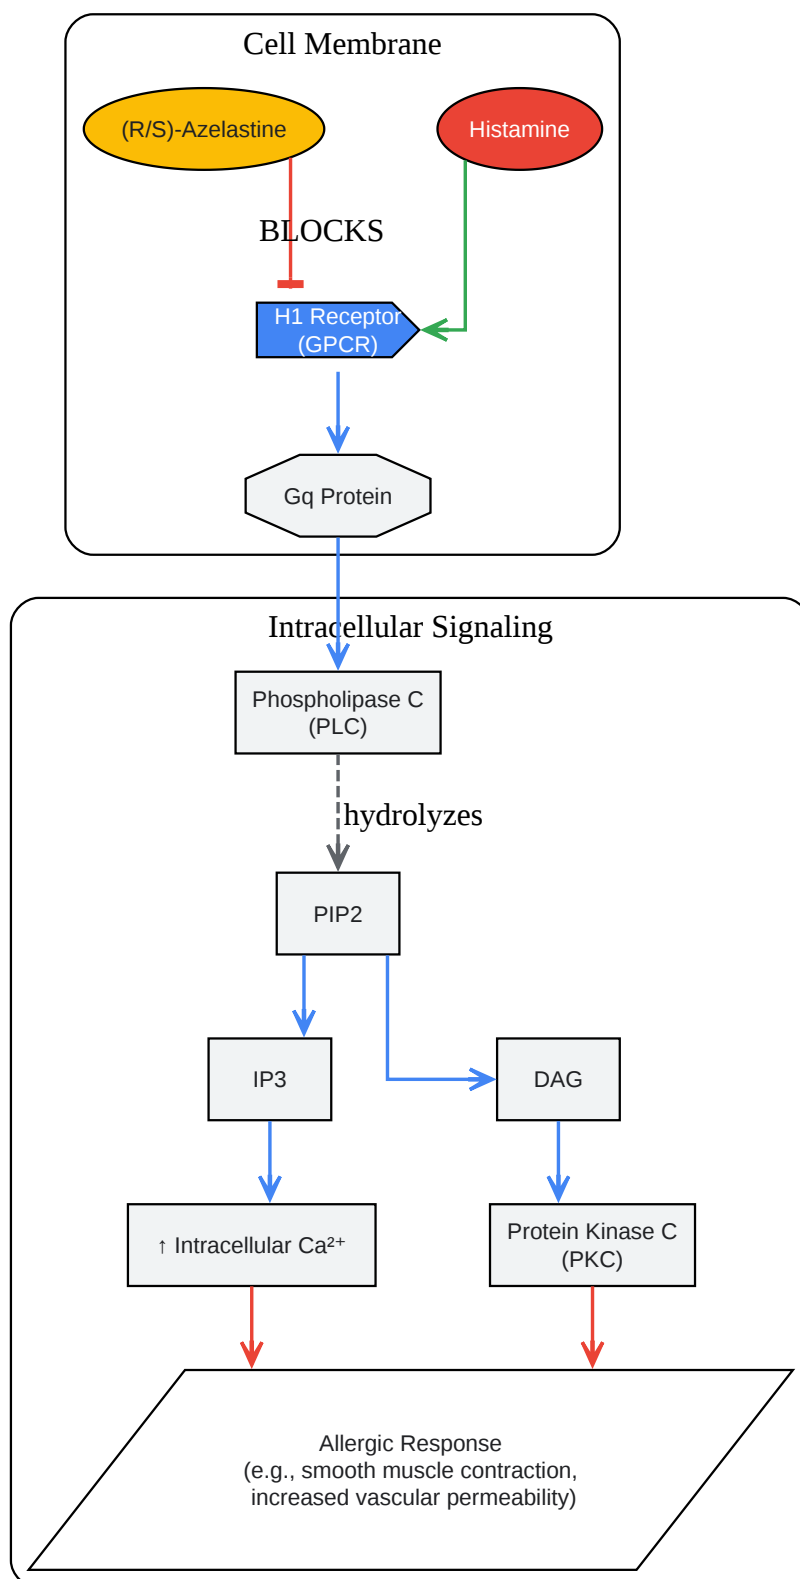 Cell Membrane
(R/S)-Azelastine
Histamine
BLOCKS
H1 Receptor
(GPCR)
Gq Protein
Intracellular Signaling
Phospholipase C
(PLC)
hydrolyzes
PIP2
IP3
DAG
↑ Intracellular Ca²⁺
Protein Kinase C
(PKC)
Allergic Response
(e.g., smooth muscle contraction,
increased vascular permeability)